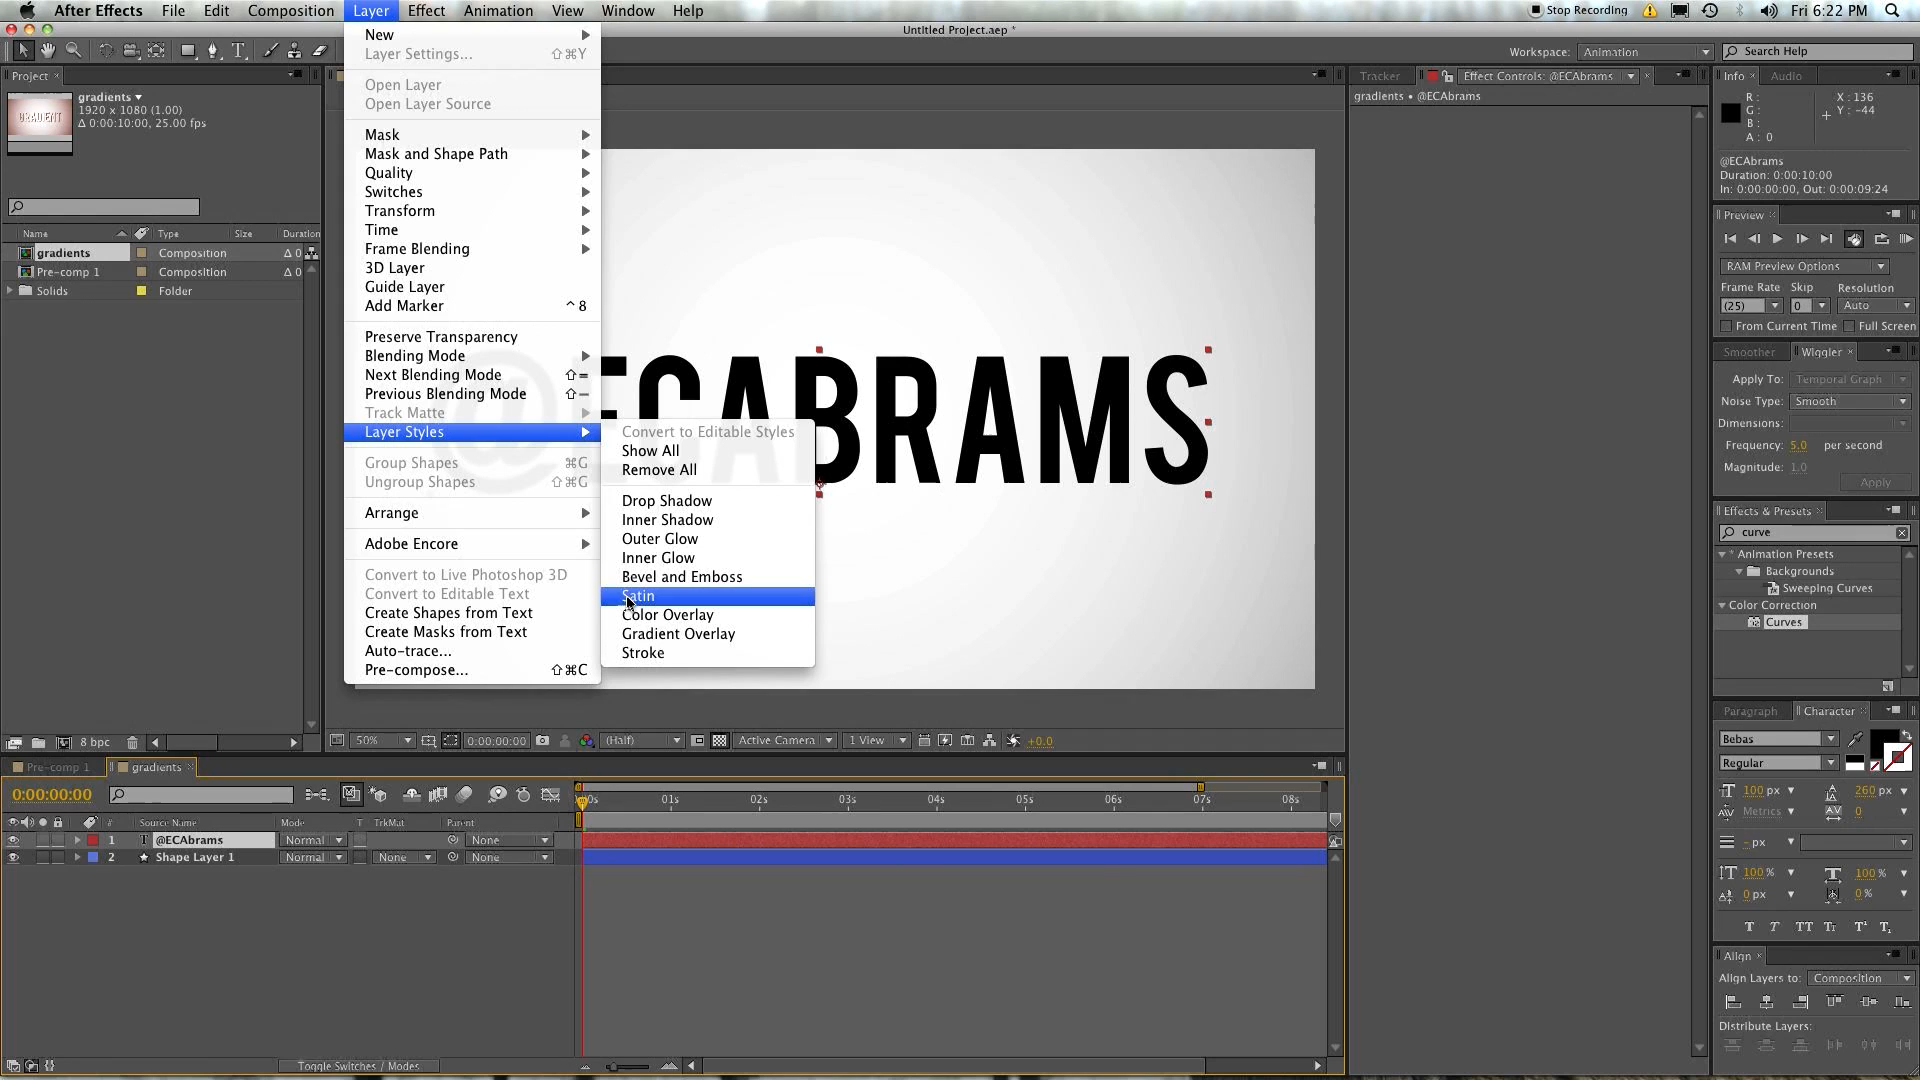 After Effects File Edit Composition Layer Effect Animation View Window Help Stop Recording Fri 6:22 PM
Untitled Project.aep *
Workspace: Animation Search Help
Project
gradients
1920 x 1080 (1.00)
Δ 0:00:10:00, 25.00 fps
Name Type Size Duration
gradients Composition Δ 0
Pre-comp 1 Composition Δ 0
Solids Folder
8 bpc
New
Layer Settings... ⇧⌘Y
Open Layer
Open Layer Source
Mask
Mask and Shape Path
Quality
Switches
Transform
Time
Frame Blending
3D Layer
Guide Layer
Add Marker ^ 8
Preserve Transparency
Blending Mode
Next Blending Mode ⇧=
Previous Blending Mode ⇧–
Track Matte
Layer Styles
Group Shapes ⌘G
Ungroup Shapes ⇧⌘G
Arrange
Adobe Encore
Convert to Live Photoshop 3D
Convert to Editable Text
Create Shapes from Text
Create Masks from Text
Auto-trace...
Pre-compose... ⇧⌘C
Convert to Editable Styles
Show All
Remove All
Drop Shadow
Inner Shadow
Outer Glow
Inner Glow
Bevel and Emboss
Satin
Color Overlay
Gradient Overlay
Stroke
@ECABRAMS
50% 0:00:00:00 (Half) Active Camera 1 View +0.0
Tracker Effect Controls: @ECAbrams
gradients • @ECAbrams
Info Audio
R: X: 136
G: Y: -44
B:
A: 0
@ECAbrams
Duration: 0:00:10:00
In: 0:00:00:00, Out: 0:00:09:24
Preview
RAM Preview Options
Frame Rate Skip Resolution
(25) 0 Auto
From Current Time Full Screen
Smoother Wiggler
Apply To: Temporal Graph
Noise Type: Smooth
Dimensions:
Frequency: 5.0 per second
Magnitude: 1.0
Apply
Effects & Presets
curve
* Animation Presets
Backgrounds
Sweeping Curves
Color Correction
Curves
Paragraph Character
Bebas
Regular
100 px 260 px
Metrics 0
- px
100 % 100 %
0 px 0 %
T T TT Tt T¹ T₁
Align
Align Layers to: Composition
Distribute Layers:
Pre-comp 1 gradients
0:00:00:00
00s 01s 02s 03s 04s 05s 06s 07s 08s
# Source Name Mode T TrkMat Parent
1 T @ECAbrams Normal None
2 Shape Layer 1 Normal None None
Toggle Switches / Modes